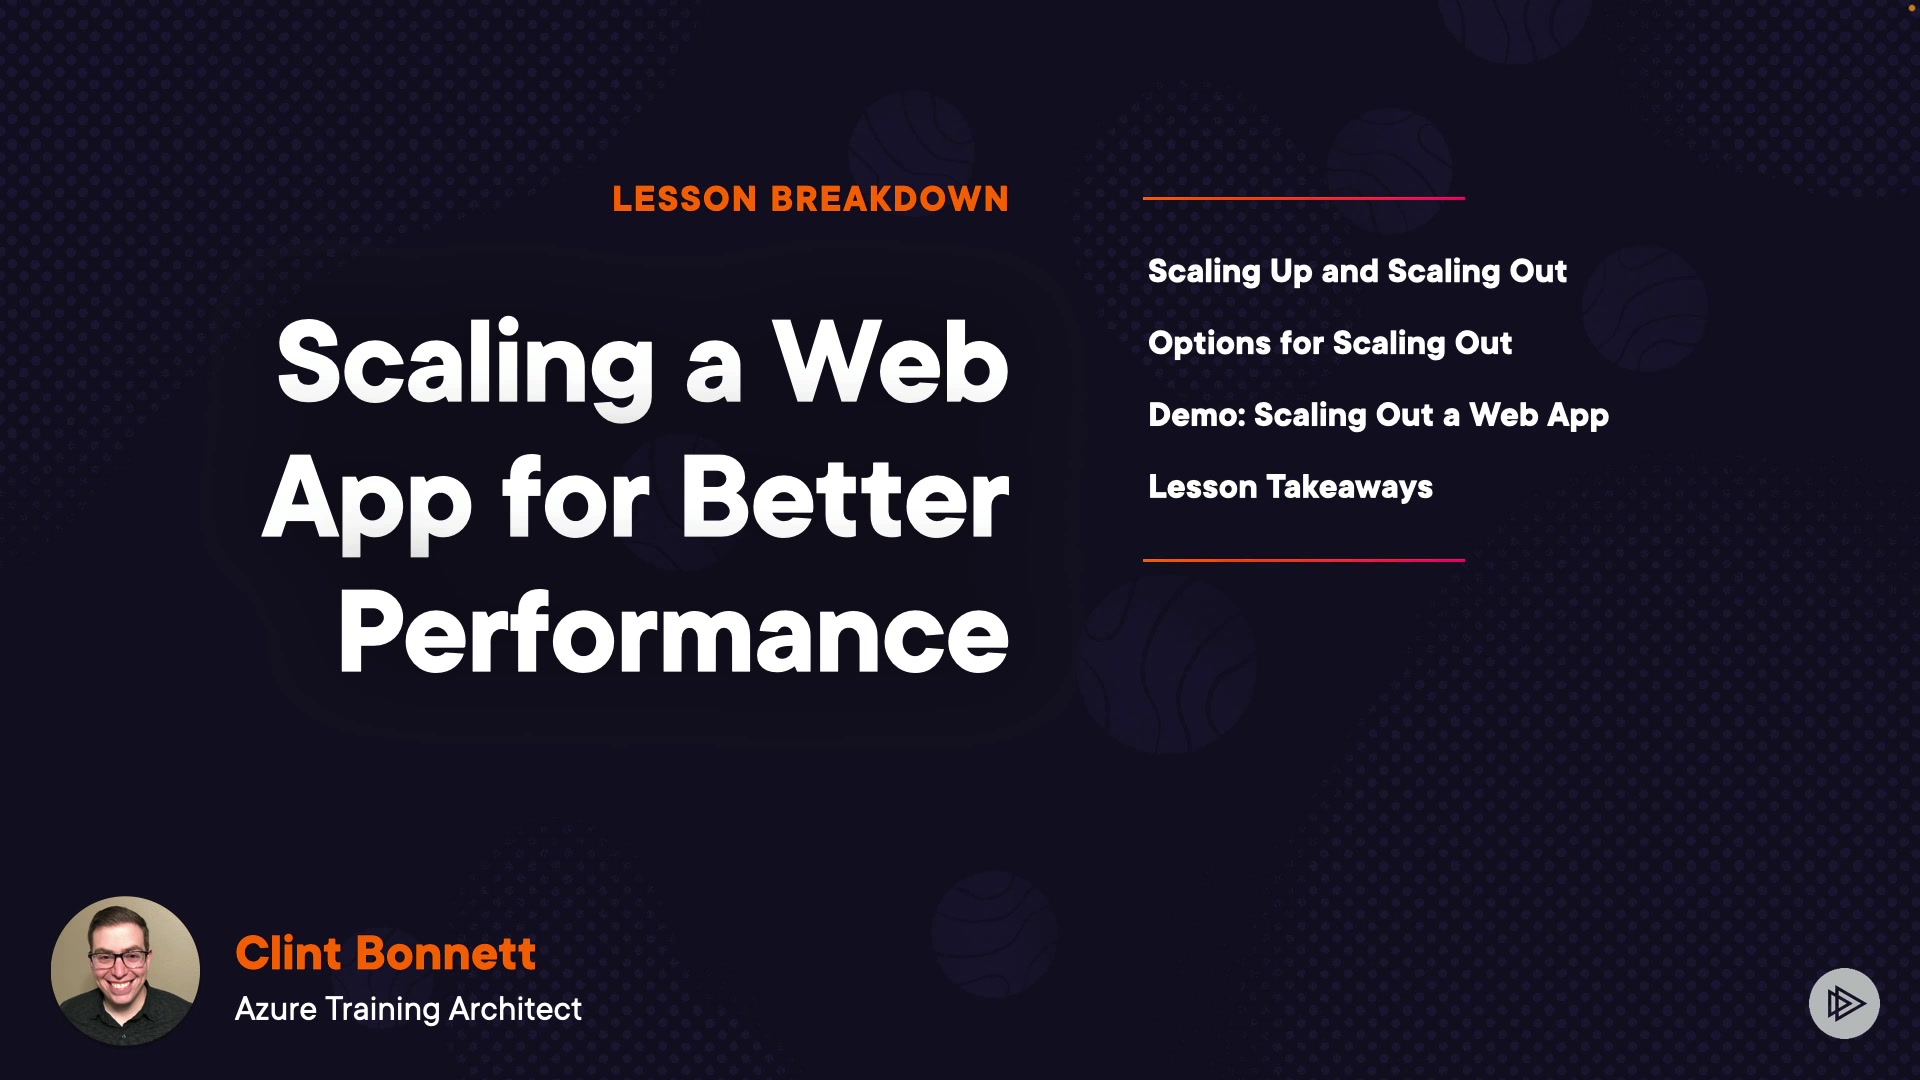 LESSON BREAKDOWN
Scaling a Web
App for Better
Performance
Scaling Up and Scaling Out
Options for Scaling Out
Demo: Scaling Out a Web App
Lesson Takeaways
Clint Bonnett
Azure Training Architect